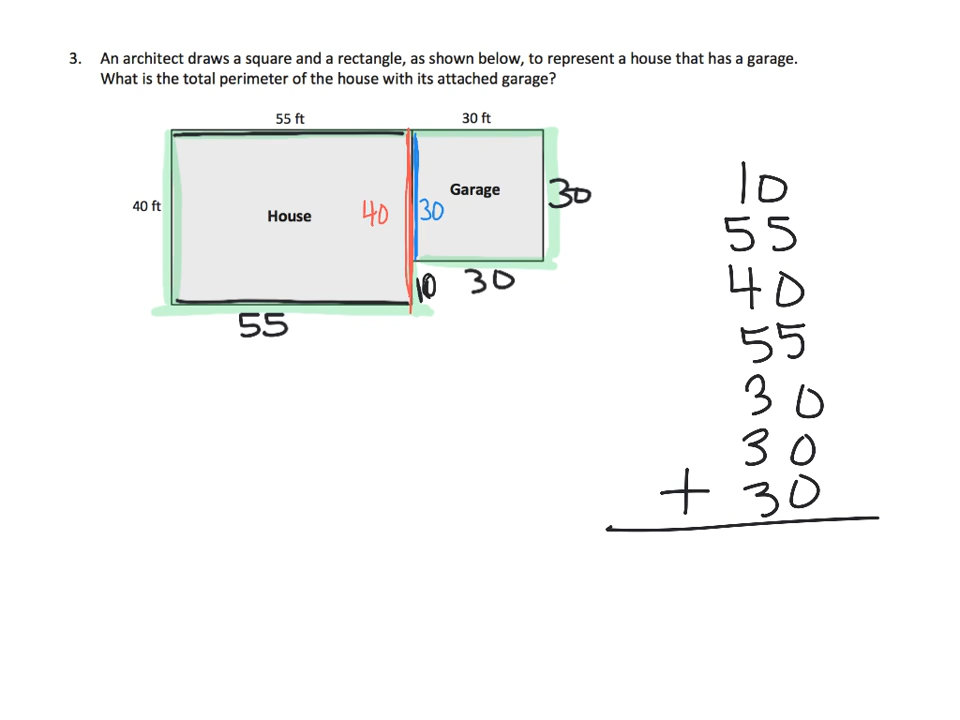 3. An architect draws a square and a rectangle, as shown below, to represent a house that has a garage.
What is the total perimeter of the house with its attached garage?
55 ft
30 ft
40 ft
House
40
30
Garage
30
10
30
55
10
55
40
55
30
30
+ 30